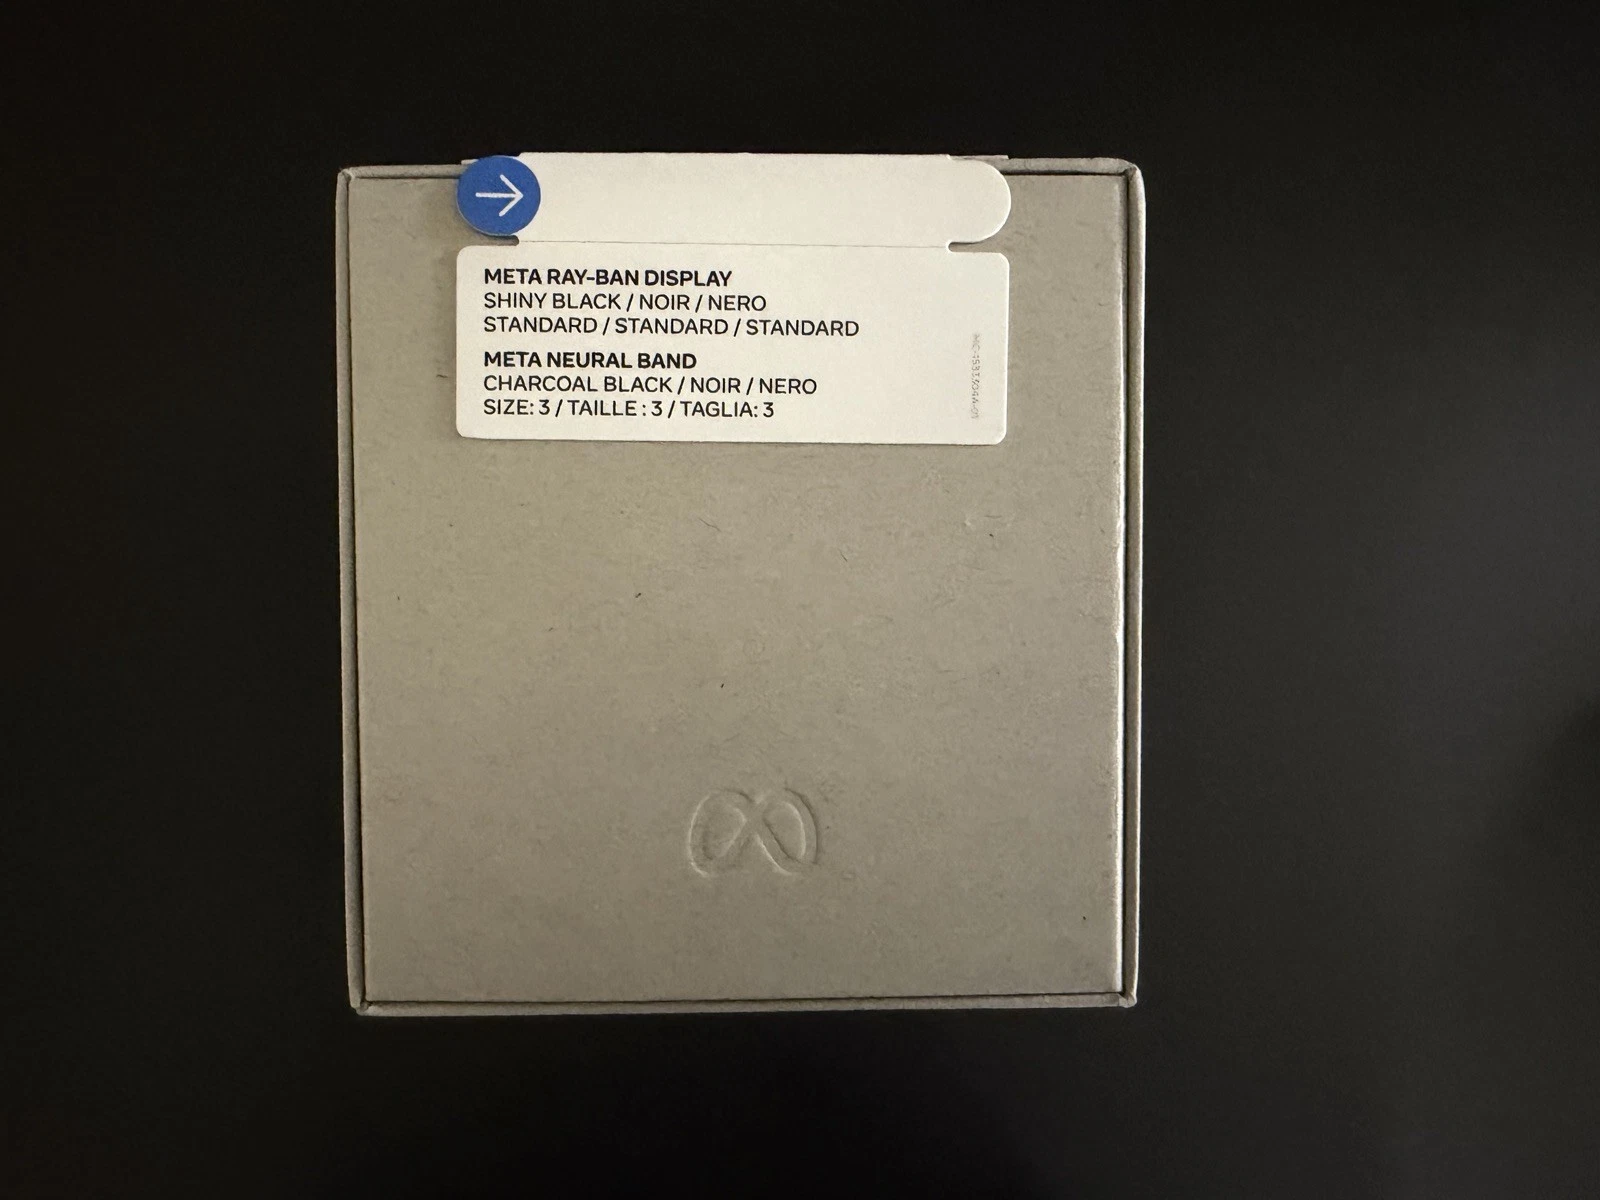 META RAY-BAN DISPLAY
SHINY BLACK / NOIR / NERO
STANDARD / STANDARD / STANDARD
META NEURAL BAND
CHARCOAL BLACK / NOIR / NERO
SIZE: 3 / TAILLE : 3 / TAGLIA: 3